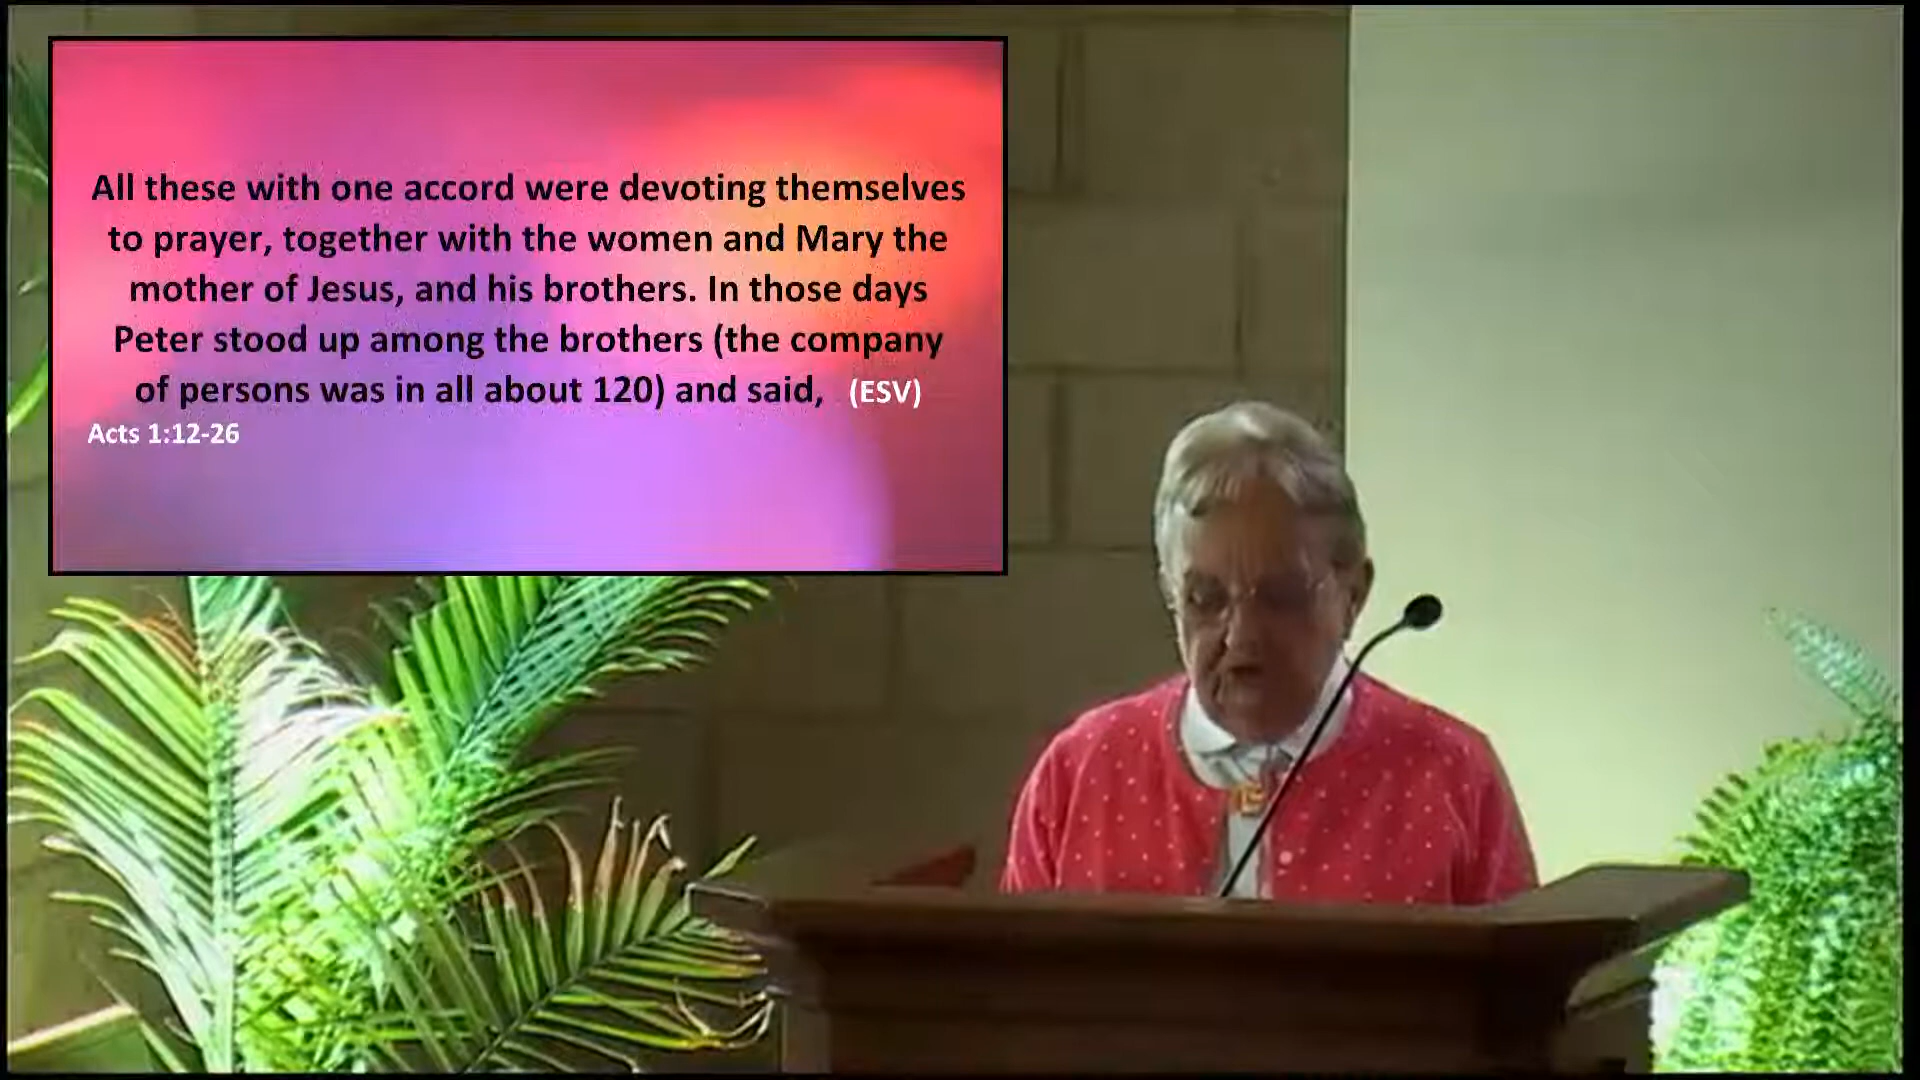 All these with one accord were devoting themselves
to prayer, together with the women and Mary the
mother of Jesus, and his brothers. In those days
Peter stood up among the brothers (the company
of persons was in all about 120) and said, (ESV)
Acts 1:12-26